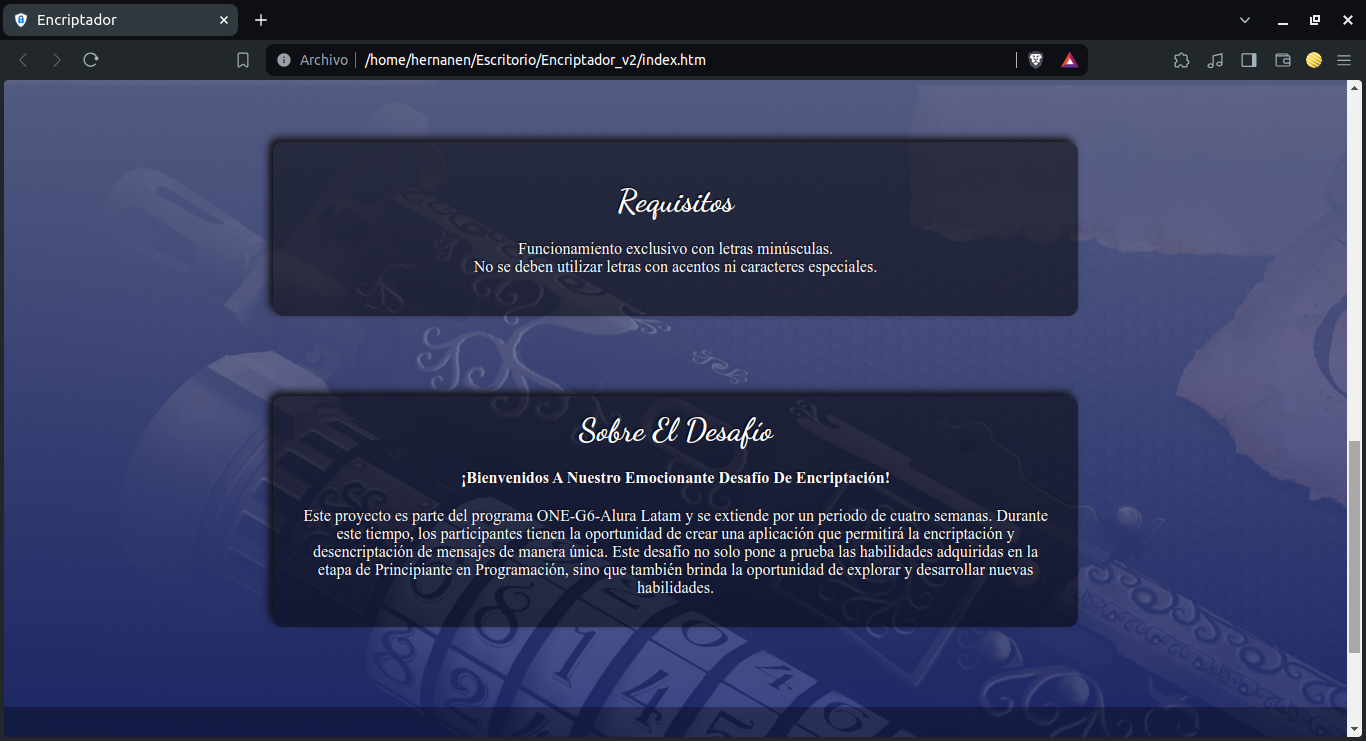 Encriptador
Archivo
/home/hernanen/Escritorio/Encriptador_v2/index.htm
Requisitos
Funcionamiento exclusivo con letras minúsculas.
No se deben utilizar letras con acentos ni caracteres especiales.
Sobre El Desafío
¡Bienvenidos A Nuestro Emocionante Desafío De Encriptación!
Este proyecto es parte del programa ONE-G6-Alura Latam y se extiende por un periodo de cuatro semanas. Durante
este tiempo, los participantes tienen la oportunidad de crear una aplicación que permitirá la encriptación y
desencriptación de mensajes de manera única. Este desafío no solo pone a prueba las habilidades adquiridas en la
etapa de Principiante en Programación, sino que también brinda la oportunidad de explorar y desarrollar nuevas
habilidades.